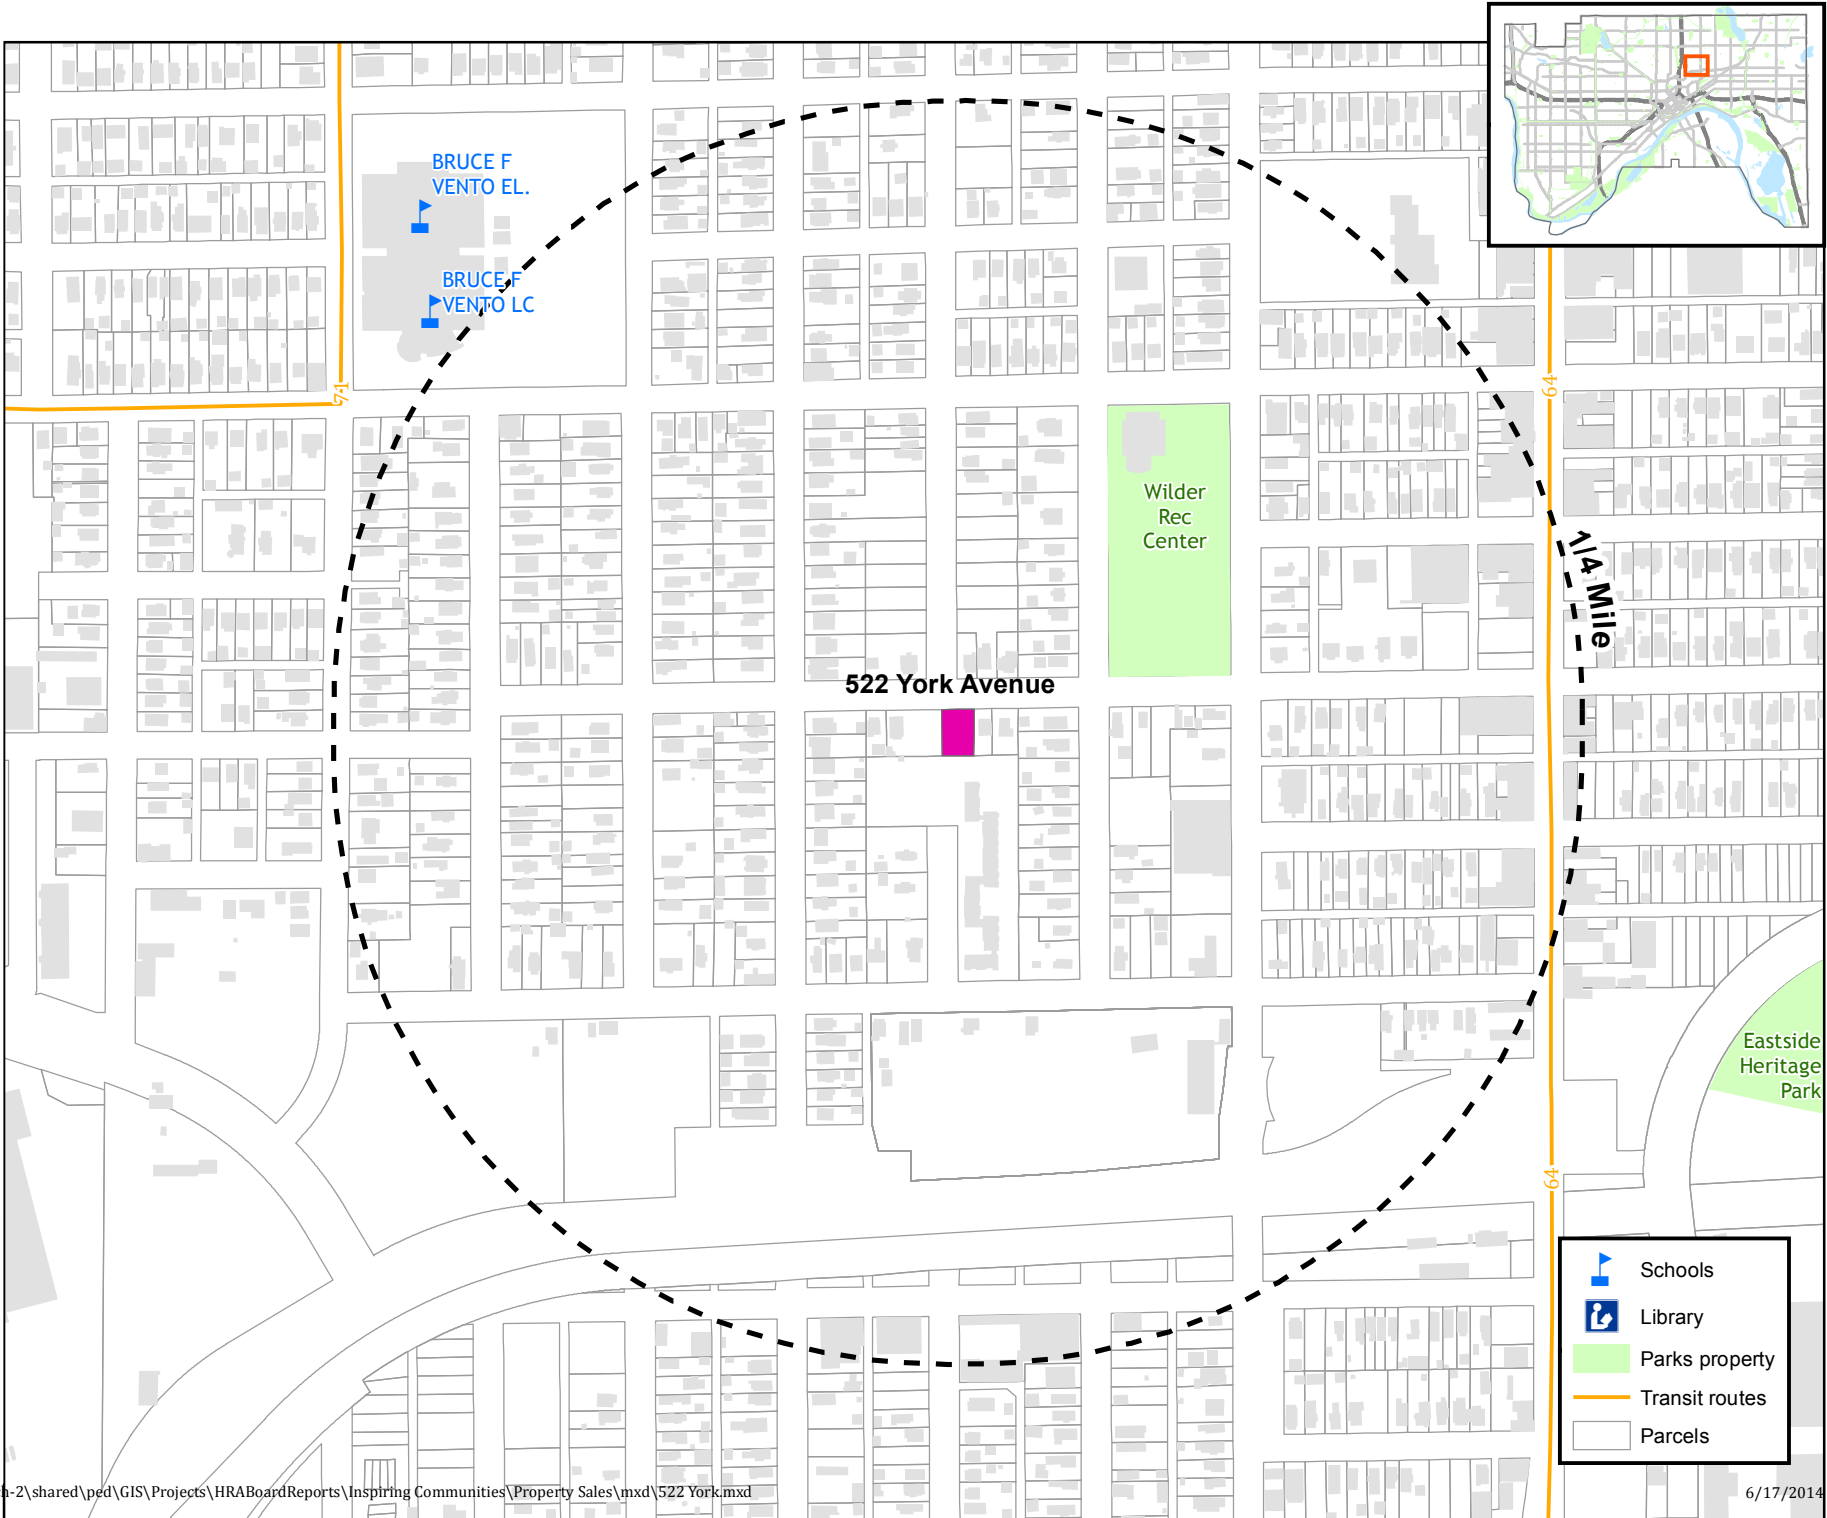 BRUCE F
VENTO EL.
BRUCE F
VENTO LC
71
64
Wilder
Rec
Center
1/4 Mile
522 York Avenue
Eastside
Heritage
Park
64
Schools
Library
Parks property
Transit routes
Parcels
h-2\shared\ped\GIS\Projects\HRABoardReports\Inspiring Communities\Property Sales\mxd\522 York.mxd
6/17/2014